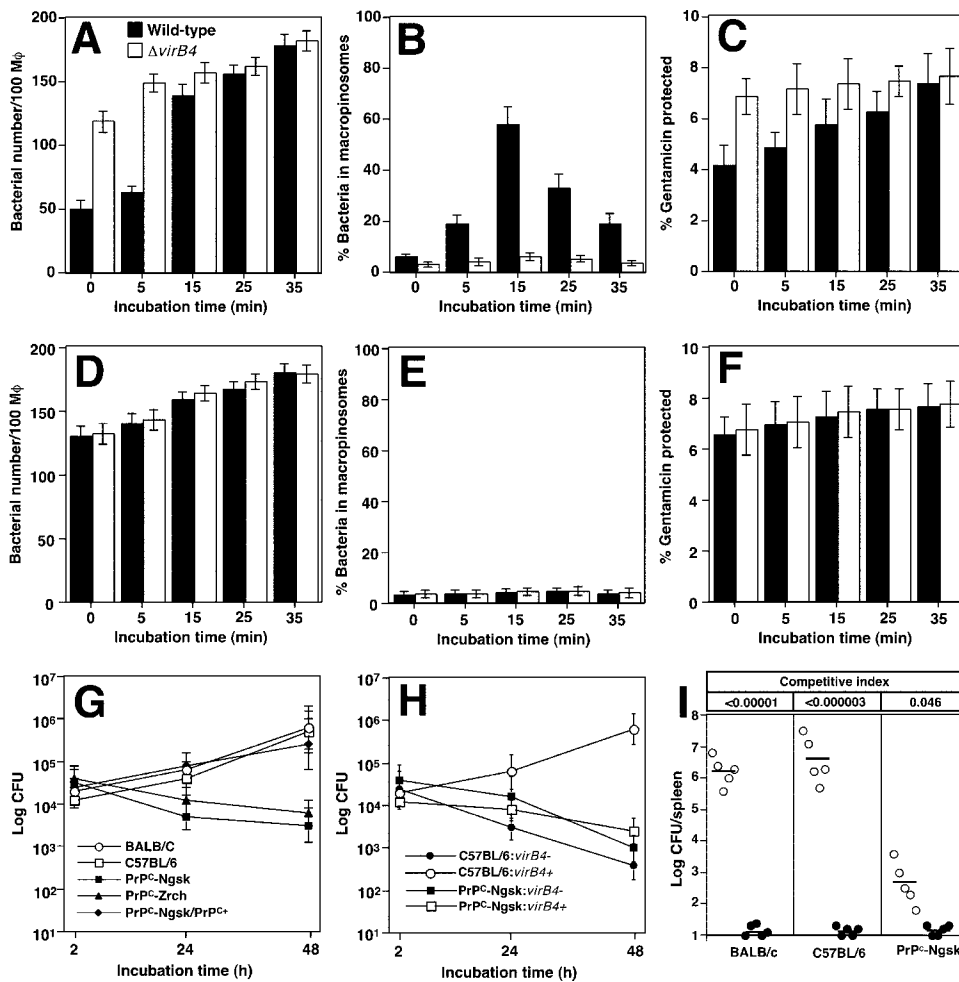 A
Wild-type
ΔvirB4
Bacterial number/100 Mφ
200
150
100
50
0
0 5 15 25 35
Incubation time (min)
B
% Bacteria in macropinosomes
100
80
60
40
20
0
0 5 15 25 35
Incubation time (min)
C
% Gentamicin protected
10
8
6
4
2
0
0 5 15 25 35
Incubation time (min)
D
Bacterial number/100 Mφ
200
150
100
50
0
0 5 15 25 35
Incubation time (min)
E
% Bacteria in macropinosomes
100
80
60
40
20
0
0 5 15 25 35
Incubation time (min)
F
% Gentamicin protected
10
8
6
4
2
0
0 5 15 25 35
Incubation time (min)
G
Log CFU
10⁷
10⁶
10⁵
10⁴
10³
10²
10¹
BALB/C
C57BL/6
PrPᶜ-Ngsk
PrPᶜ-Zrch
PrPᶜ-Ngsk/PrPᶜ⁺
2 24 48
Incubation time (h)
H
Log CFU
10⁷
10⁶
10⁵
10⁴
10³
10²
10¹
C57BL/6:virB4-
C57BL/6:virB4+
PrPᶜ-Ngsk:virB4-
PrPᶜ-Ngsk:virB4+
2 24 48
Incubation time (h)
I
Competitive index
<0.00001 <0.000003 0.046
Log CFU/spleen
8
7
6
5
4
3
2
1
BALB/c C57BL/6 PrPᶜ-Ngsk